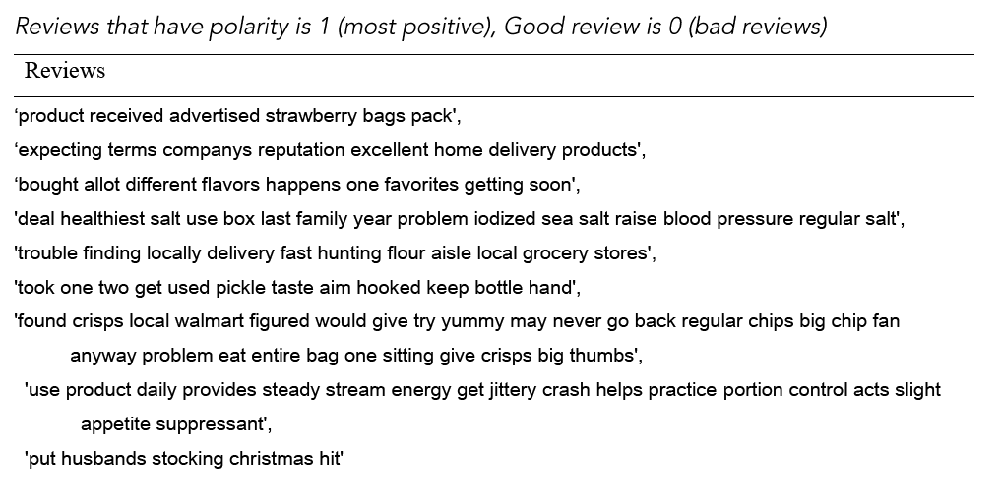 Reviews that have polarity is 1 (most positive), Good review is 0 (bad reviews)
Reviews
‘product received advertised strawberry bags pack',
‘expecting terms companys reputation excellent home delivery products',
‘bought allot different flavors happens one favorites getting soon',
'deal healthiest salt use box last family year problem iodized sea salt raise blood pressure regular salt',
'trouble finding locally delivery fast hunting flour aisle local grocery stores',
'took one two get used pickle taste aim hooked keep bottle hand',
'found crisps local walmart figured would give try yummy may never go back regular chips big chip fan
anyway problem eat entire bag one sitting give crisps big thumbs',
'use product daily provides steady stream energy get jittery crash helps practice portion control acts slight
appetite suppressant',
'put husbands stocking christmas hit'